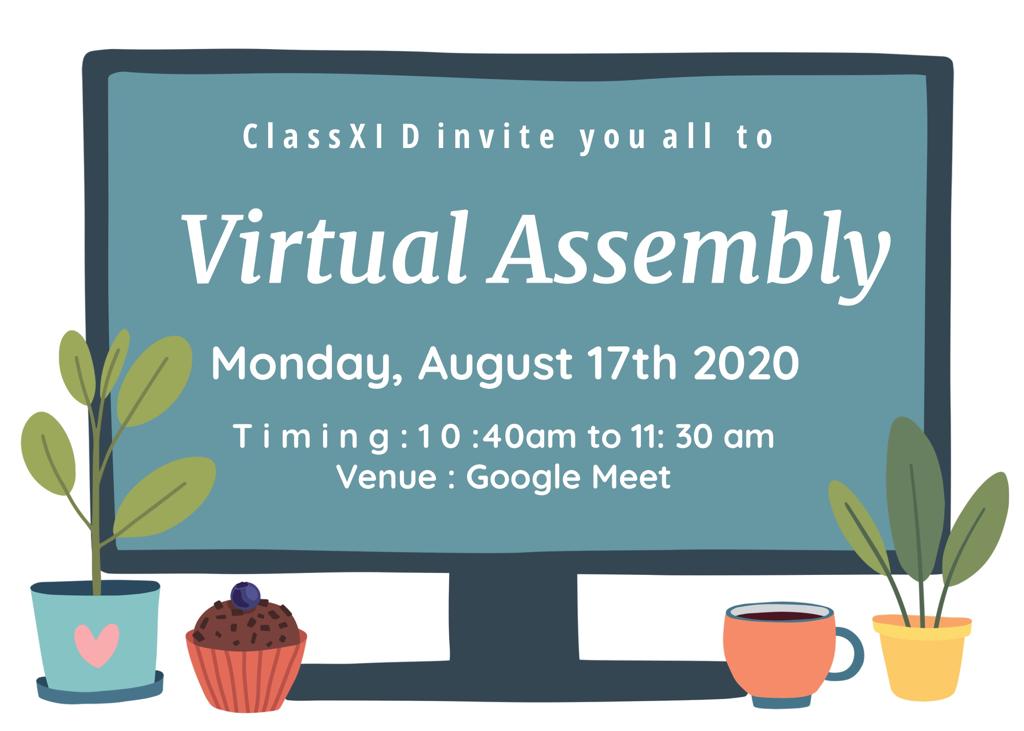 ClassXI D invite you all to
Virtual Assembly
Monday, August 17th 2020
Timing:10:40am to 11: 30 am
Venue : Google Meet